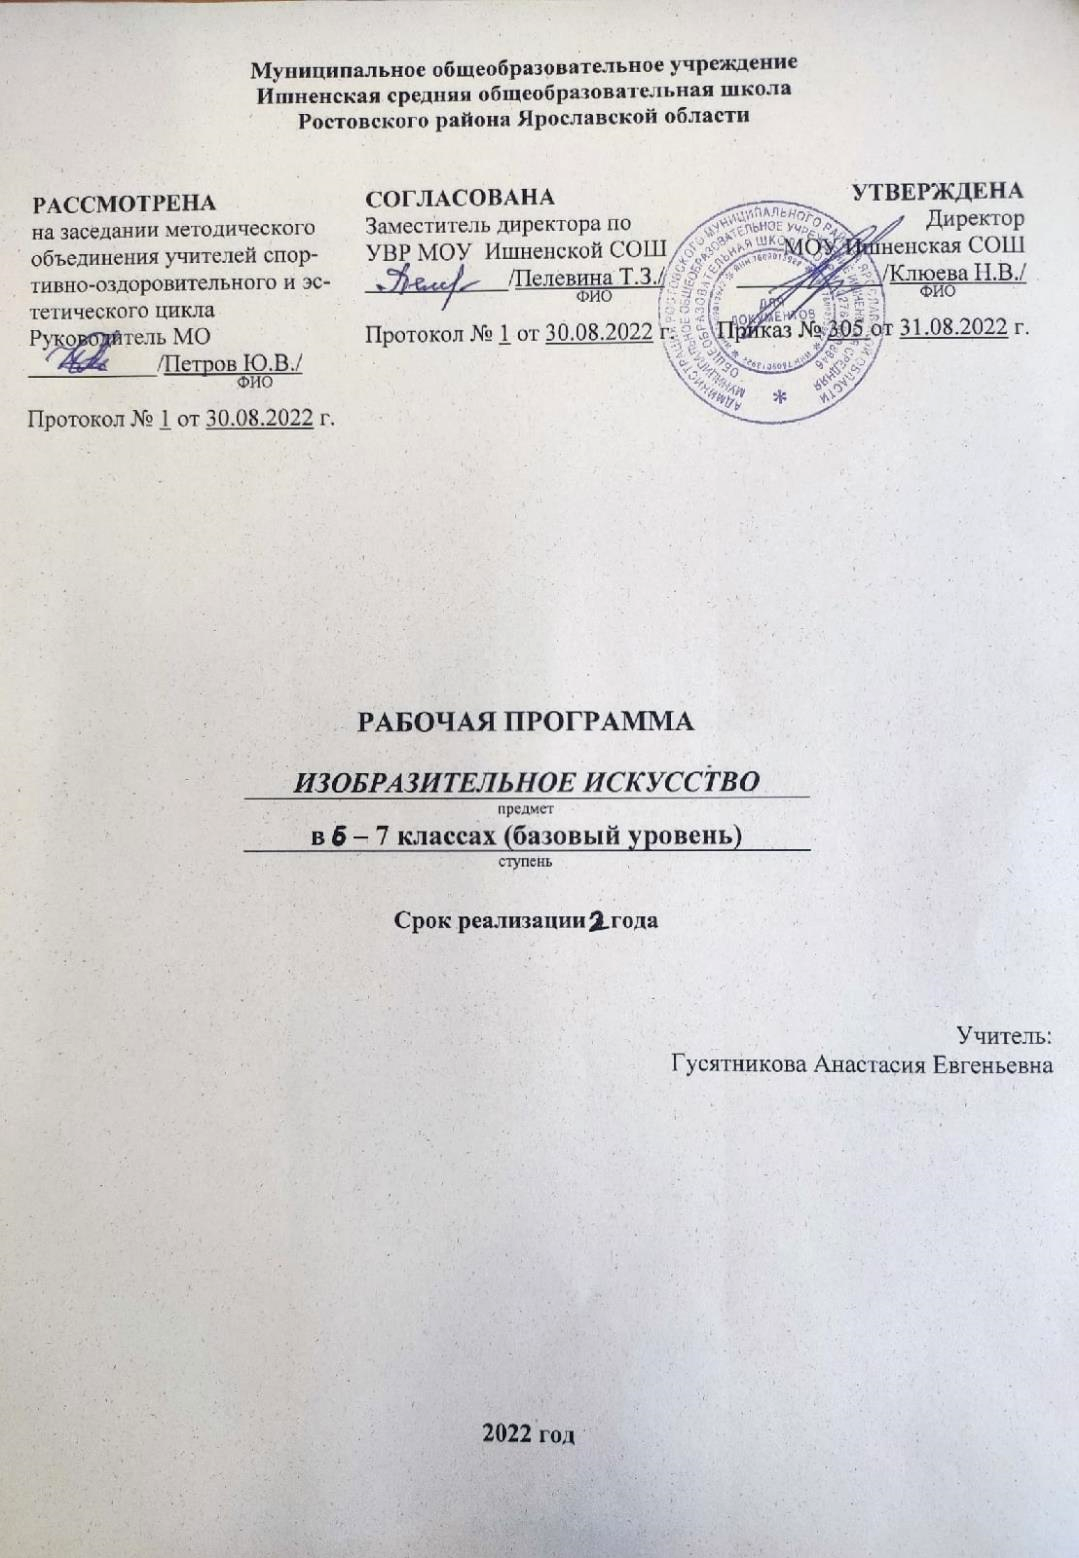 Муниципальное общеобразовательное учреждение
Ишненская средняя общеобразовательная школа
Ростовского района Ярославской области
РАССМОТРЕНА
на заседании методического
объединения учителей спор-
тивно-оздоровительного и эс-
тетического цикла
Руководитель МО
/Петров Ю.В./
ФИО
Протокол № 1 от 30.08.2022 г.
СОГЛАСОВАНА
Заместитель директора по
УВР МОУ Ишненской СОШ
/Пелевина Т.З./
ФИО
Протокол № 1 от 30.08.2022 г.
УТВЕРЖДЕНА
Директор
МОУ Ишненская СОШ
/Клюева Н.В./
ФИО
Приказ № 305 от 31.08.2022 г.
ДЛЯ
ДОКУМЕНТОВ
РАБОЧАЯ ПРОГРАММА
ИЗОБРАЗИТЕЛЬНОЕ ИСКУССТВО
предмет
в 6 – 7 классах (базовый уровень)
ступень
Срок реализации 2 года
Учитель:
Гусятникова Анастасия Евгеньевна
2022 год